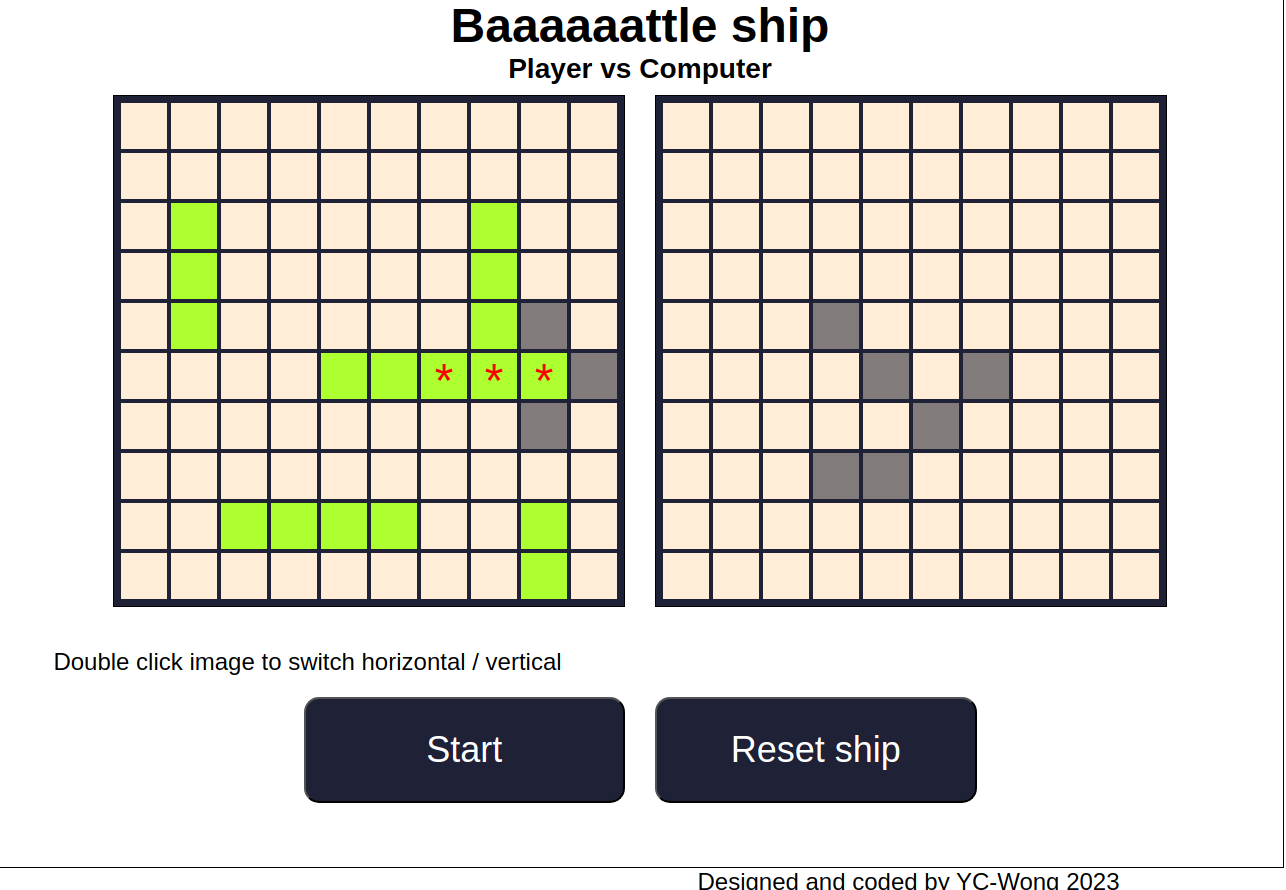 Baaaaaattle ship
Player vs Computer
* * *
Double click image to switch horizontal / vertical
Start
Reset ship
Designed and coded by YC-Wong 2023